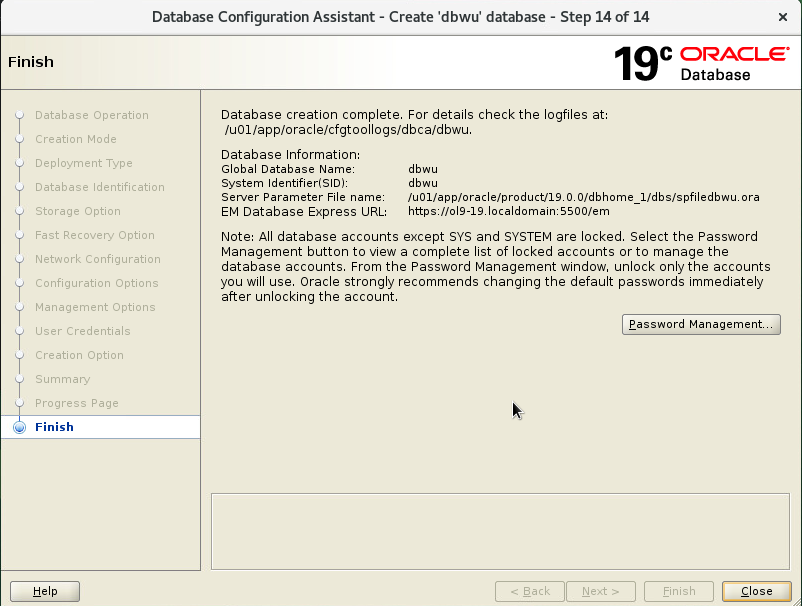 Database Configuration Assistant - Create 'dbwu' database - Step 14 of 14
Finish
19c ORACLE
Database
Database Operation
Creation Mode
Deployment Type
Database Identification
Storage Option
Fast Recovery Option
Network Configuration
Configuration Options
Management Options
User Credentials
Creation Option
Summary
Progress Page
Finish
Database creation complete. For details check the logfiles at:
/u01/app/oracle/cfgtoollogs/dbca/dbwu.
Database Information:
Global Database Name: dbwu
System Identifier(SID): dbwu
Server Parameter File name: /u01/app/oracle/product/19.0.0/dbhome_1/dbs/spfiledbwu.ora
EM Database Express URL: https://ol9-19.localdomain:5500/em
Note: All database accounts except SYS and SYSTEM are locked. Select the Password
Management button to view a complete list of locked accounts or to manage the
database accounts. From the Password Management window, unlock only the accounts
you will use. Oracle strongly recommends changing the default passwords immediately
after unlocking the account.
Password Management...
Help
< Back
Next >
Finish
Close